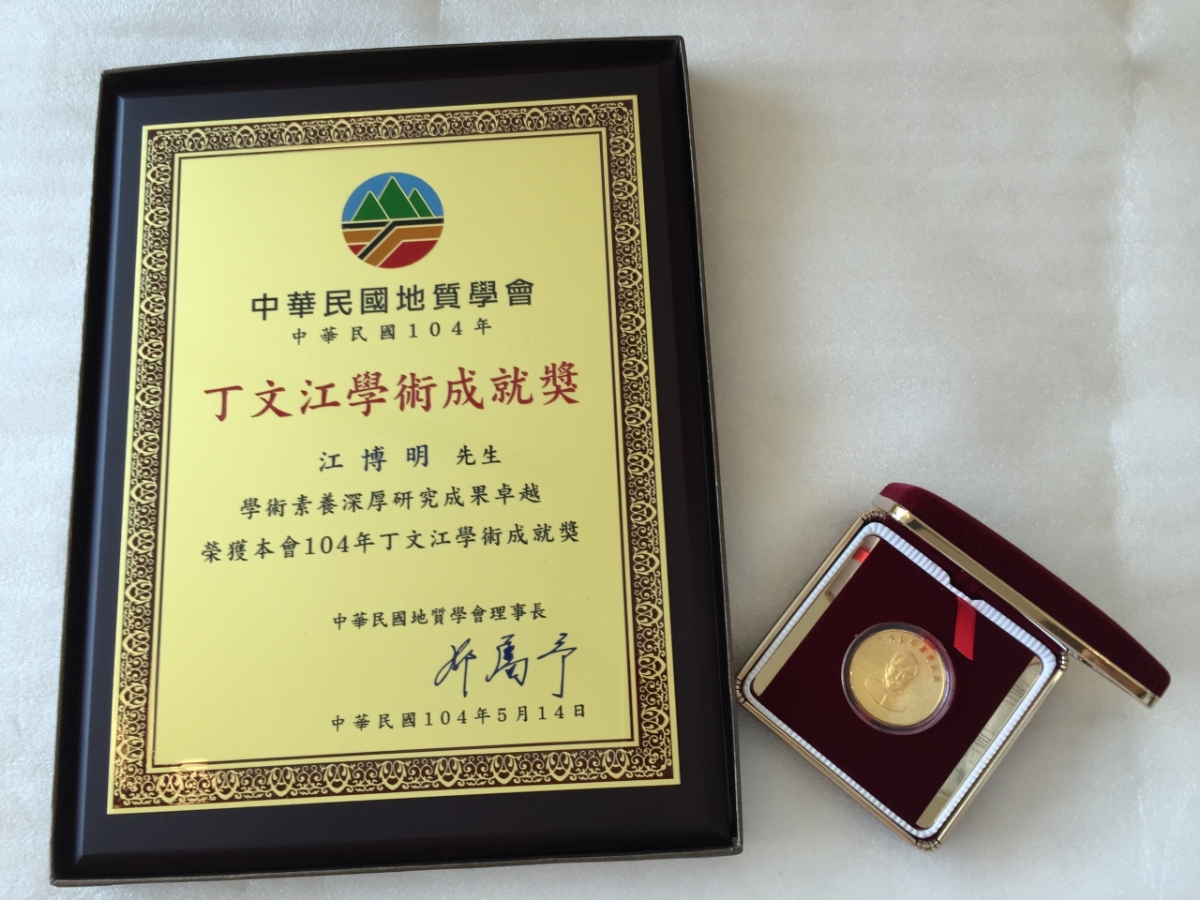 中華民國地質學會
中華民國104年
丁文江學術成就獎
江博明 先生
學術素養深厚研究成果卓越
榮獲本會104年丁文江學術成就獎
中華民國地質學會理事長
中華民國104年5月14日